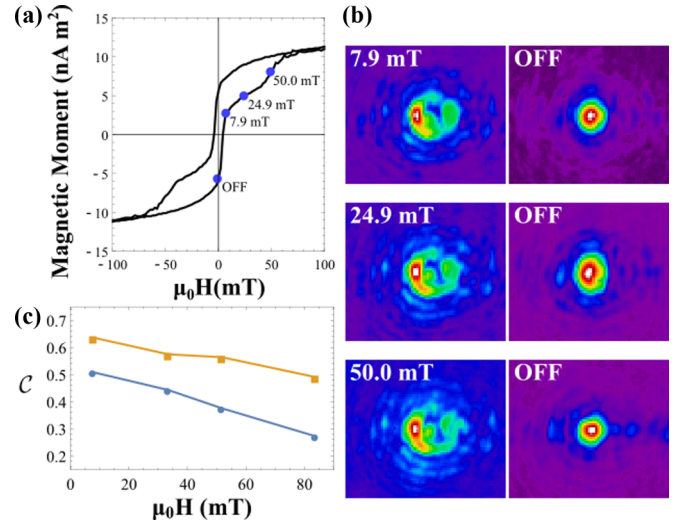 (a)
Magnetic Moment (nA m²)
15
10
5
0
- 5
- 10
- 100
- 50
0
50
100
50.0 mT
24.9 mT
7.9 mT
OFF
μ₀H(mT)
(b)
7.9 mT
OFF
24.9 mT
OFF
50.0 mT
OFF
(c)
C
0.7
0.6
0.5
0.4
0.3
0.2
0
20
40
60
80
μ₀H (mT)